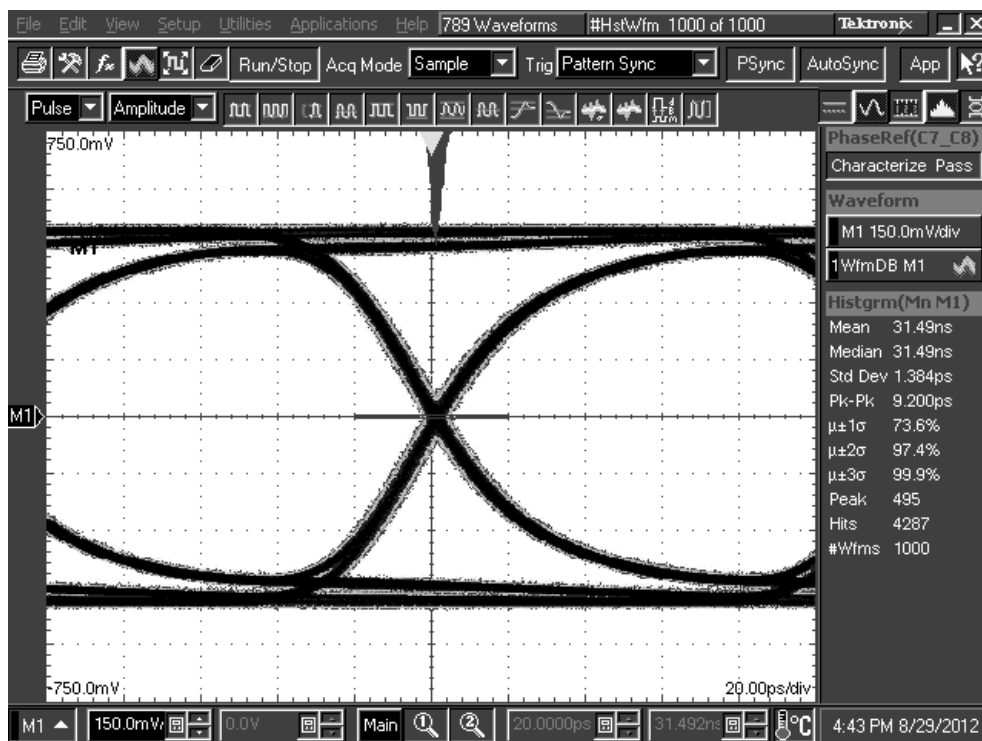 File Edit View Setup Utilities Applications Help 789 Waveforms #HstWfm 1000 of 1000 Tektronix
Run/Stop Acq Mode Sample Trig Pattern Sync PSync AutoSync App
Pulse Amplitude
750.0mV
M1
-750.0mV
20.00ps/div
M1
PhaseRef(C7_C8)
Characterize Pass
Waveform
M1 150.0mV/div
1WfmDB M1
Histgrm(Mn M1)
Mean 31.49ns
Median 31.49ns
Std Dev 1.384ps
Pk-Pk 9.200ps
µ±1σ 73.6%
µ±2σ 97.4%
µ±3σ 99.9%
Peak 495
Hits 4287
#Wfms 1000
M1 150.0mV/ 0.0V Main 1 2 20.0000ps 31.492ns °C 4:43 PM 8/29/2012